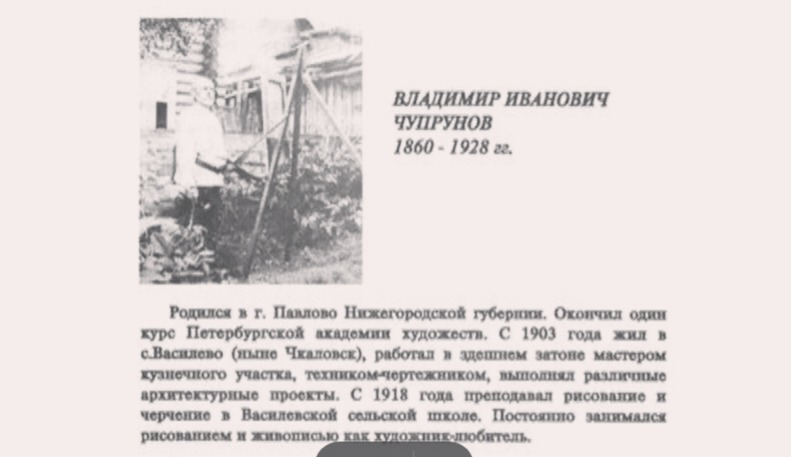 ВЛАДИМИР ИВАНОВИЧ
ЧУПРУНОВ
1860 - 1928 гг.
Родился в г. Павлово Нижегородской губернии. Окончил один
курс Петербургской академии художеств. С 1903 года жил в
с.Василево (ныне Чкаловск), работал в здешнем затоне мастером
кузнечного участка, техником-чертежником, выполнял различные
архитектурные проекты. С 1918 года преподавал рисование и
черчение в Василевской сельской школе. Постоянно занимался
рисованием и живописью как художник-любитель.